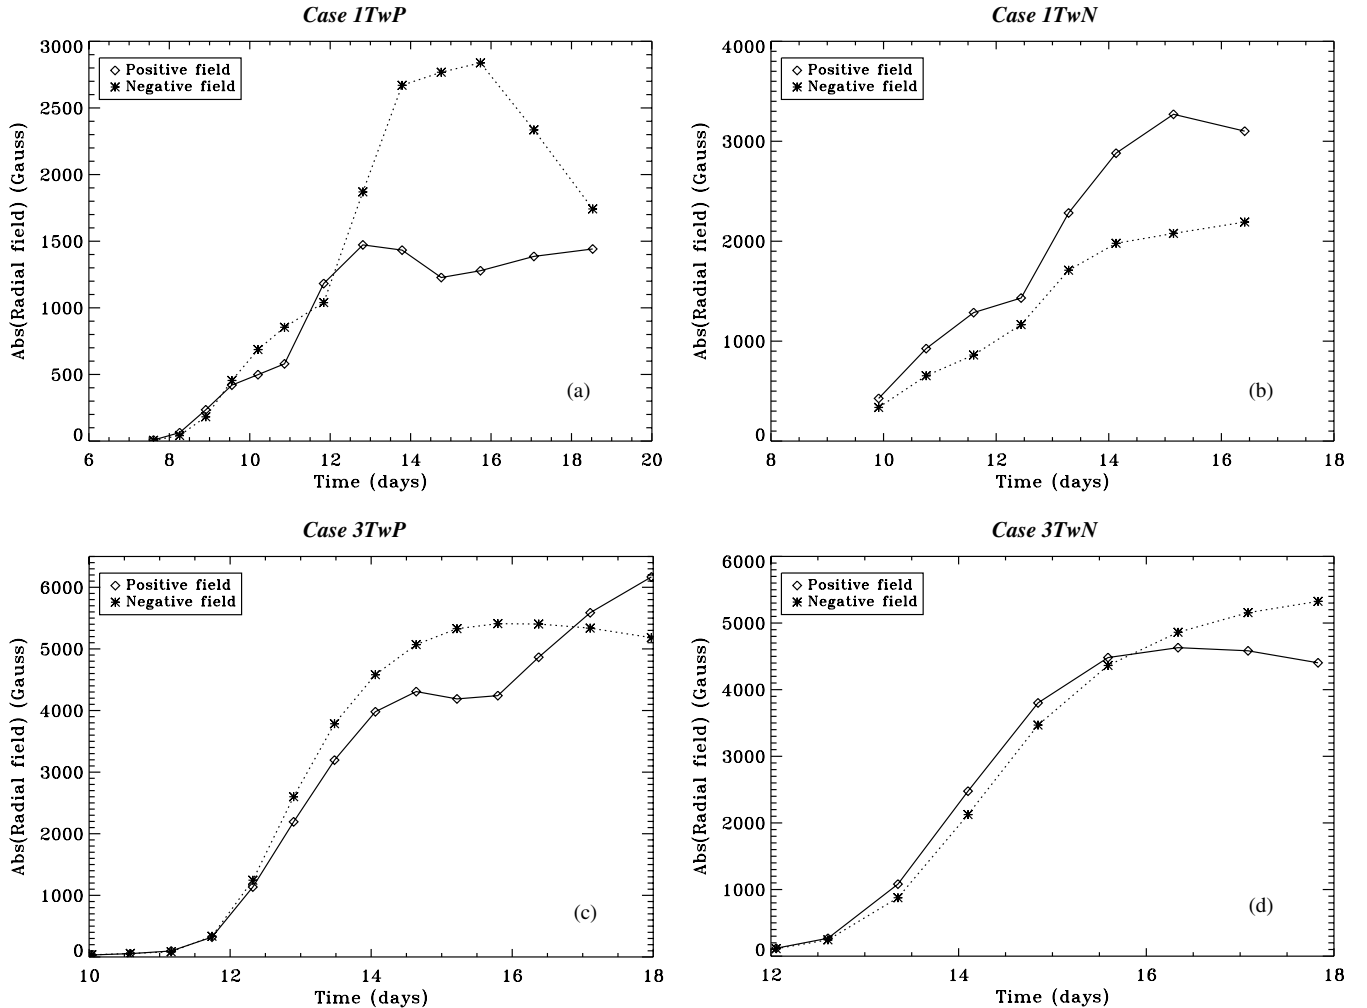 Case 1TwP
Abs(Radial field) (Gauss)
3000
2500
2000
1500
1000
500
0
Positive field
Negative field
(a)
6 8 10 12 14 16 18 20
Time (days)
Case 1TwN
Abs(Radial field) (Gauss)
4000
3000
2000
1000
0
Positive field
Negative field
(b)
8 10 12 14 16 18
Time (days)
Case 3TwP
Abs(Radial field) (Gauss)
6000
5000
4000
3000
2000
1000
0
Positive field
Negative field
(c)
10 12 14 16 18
Time (days)
Case 3TwN
Abs(Radial field) (Gauss)
6000
5000
4000
3000
2000
1000
0
Positive field
Negative field
(d)
12 14 16 18
Time (days)